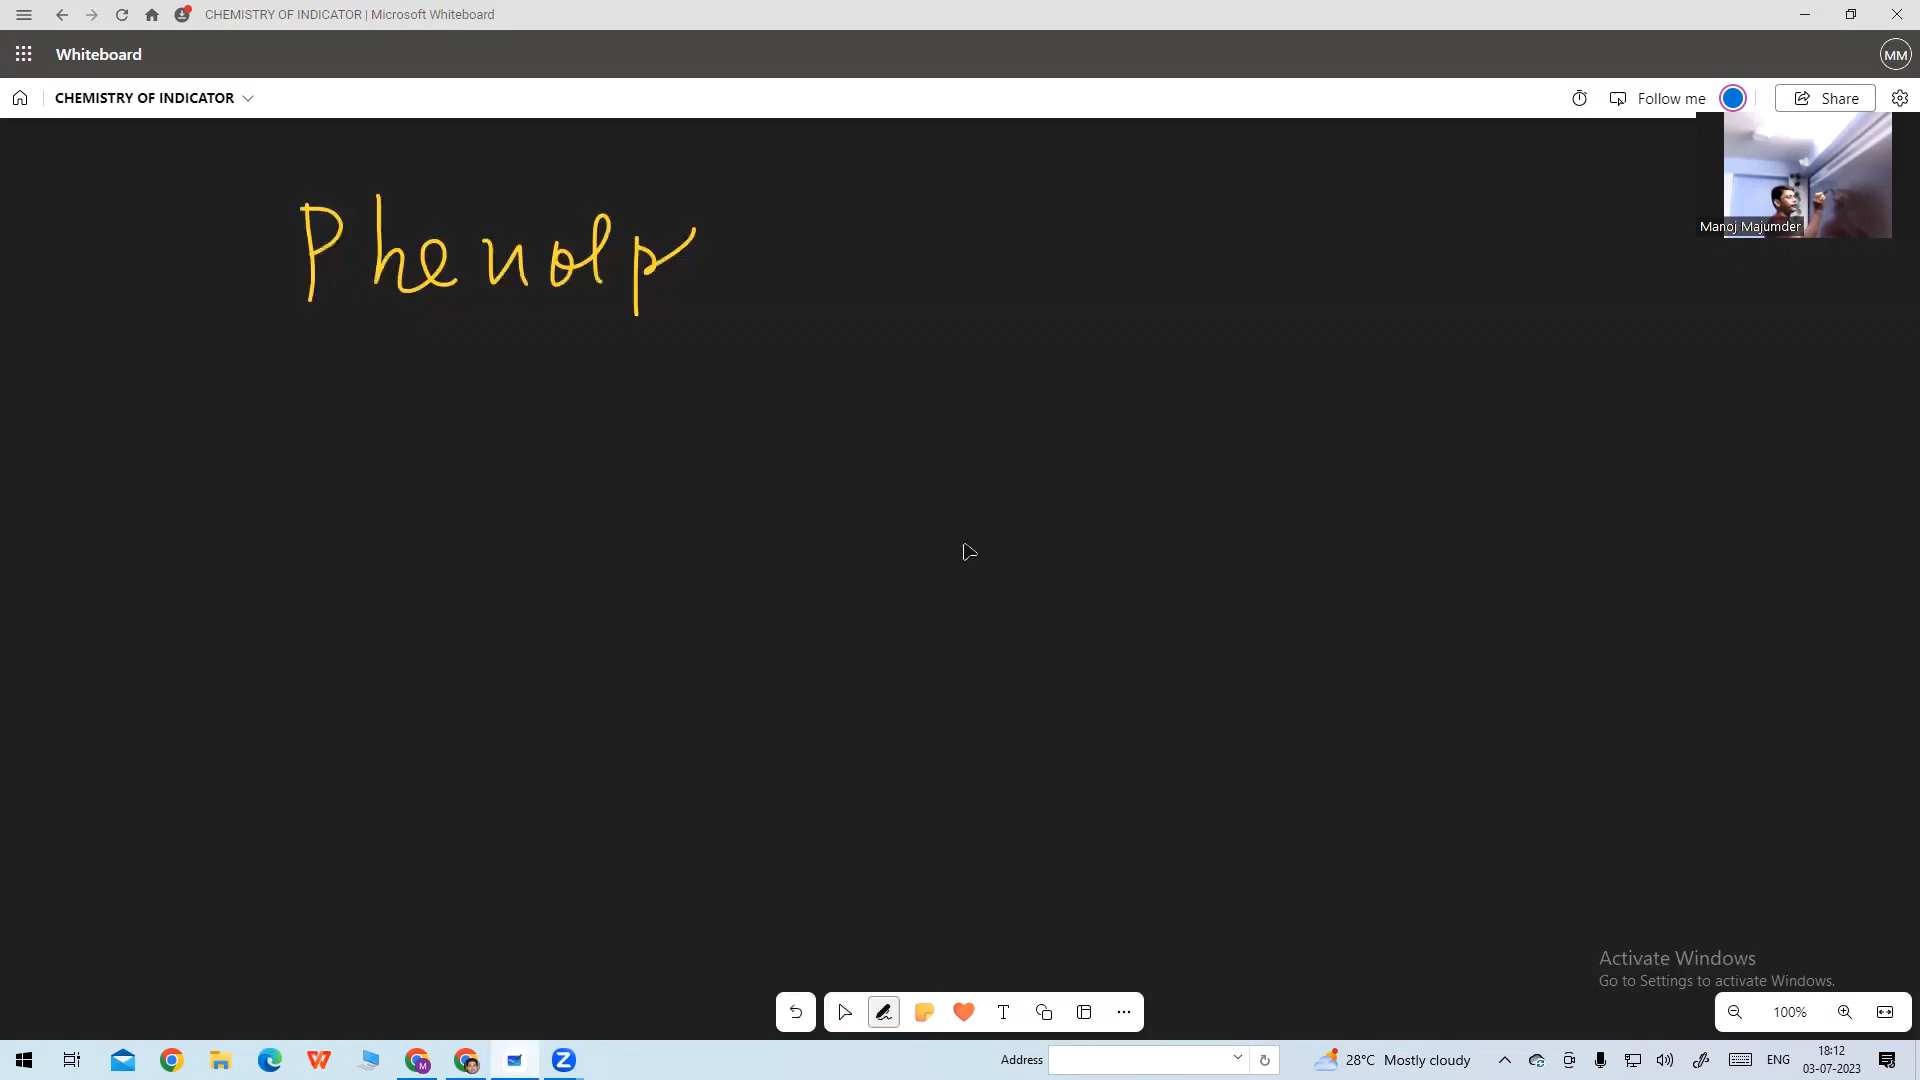 CHEMISTRY OF INDICATOR | Microsoft Whiteboard
Whiteboard
MM
CHEMISTRY OF INDICATOR
Follow me
Share
Manoj Majumder
Phenolp
Activate Windows
Go to Settings to activate Windows.
T
100%
M
Address
28°C Mostly cloudy
ENG
18:12
03-07-2023